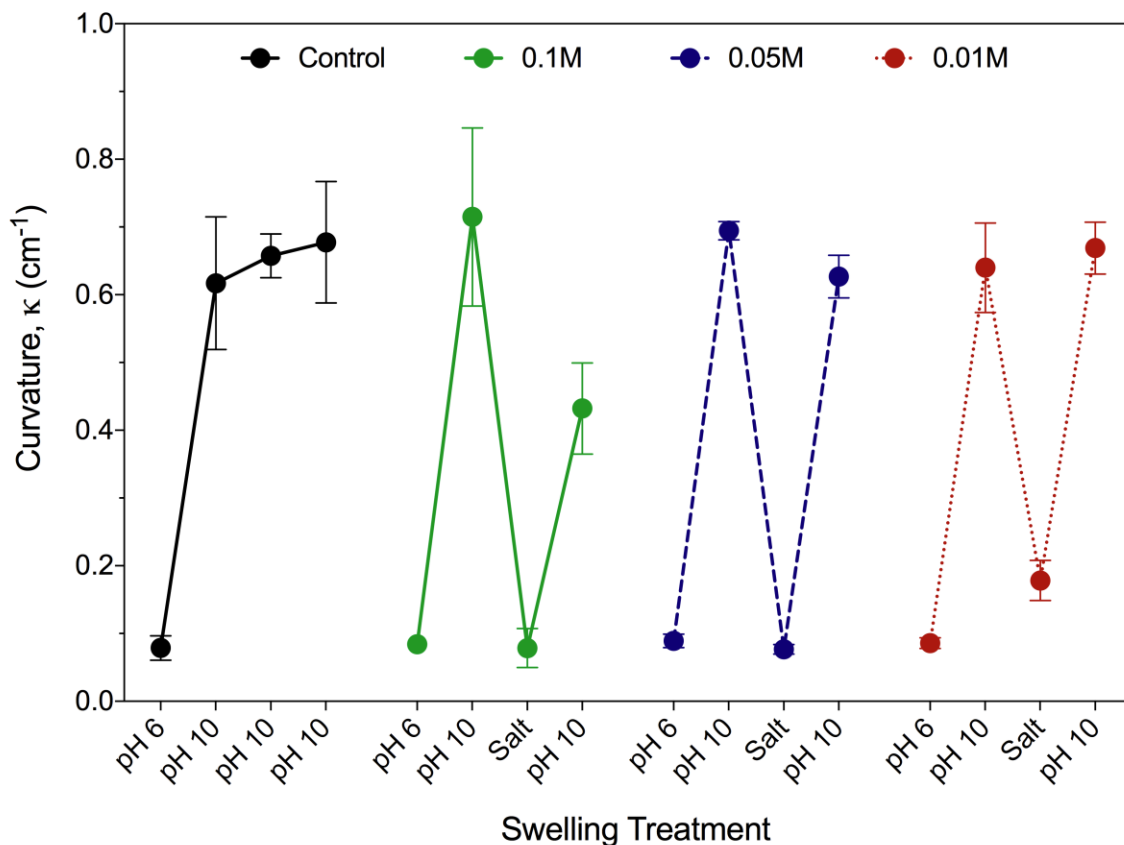 Control 0.1M 0.05M 0.01M
1.0
0.8
0.6
0.4
0.2
0.0
Curvature, κ (cm⁻¹)
pH 6 pH 10 pH 10 pH 10 pH 6 pH 10 Salt pH 10 pH 6 pH 10 Salt pH 10 pH 6 pH 10 Salt pH 10
Swelling Treatment